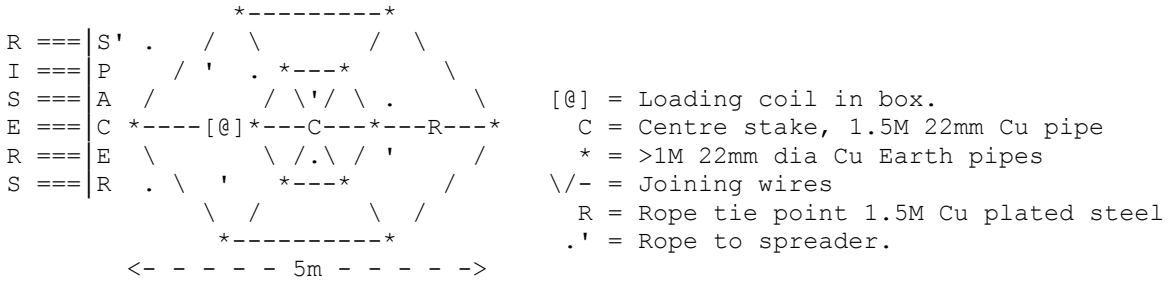 *---------*
R ===|S' .   /  \      /  \
I ===|P    / '  . *---*      \
S ===|A  /       / \'/ \ .     \    [@] = Loading coil in box.
E ===|C *----[@]*---C---*---R---*     C = Centre stake, 1.5M 22mm Cu pipe
R ===|E  \       \ /.\ / '     /      * = >1M 22mm dia Cu Earth pipes
S ===|R  . \  '   *---*      /      \/- = Joining wires
            \  /       \  /           R = Rope tie point 1.5M Cu plated steel
             *----------*            .' = Rope to spreader.
       <- - - - - 5m - - - - ->